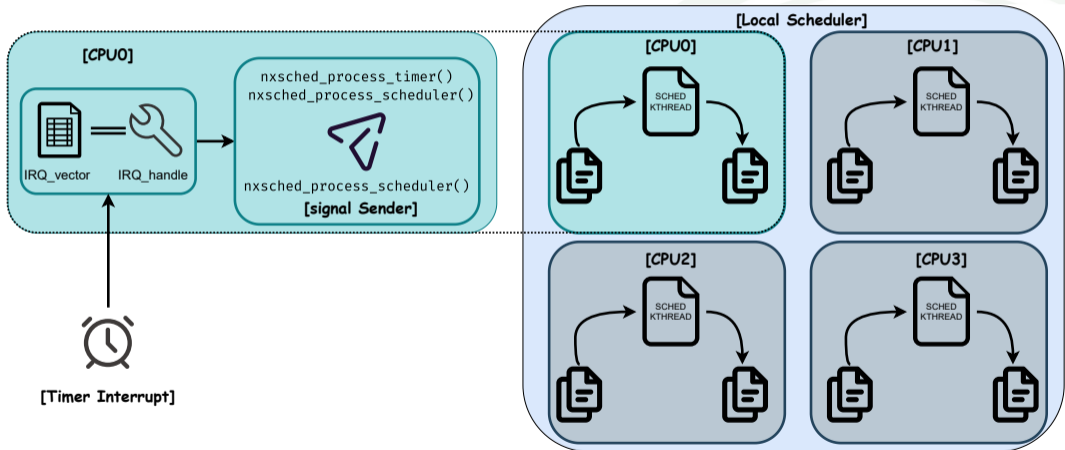 [CPU0]
IRQ_vector
IRQ_handle
nxsched_process_timer()
nxsched_process_scheduler()
nxsched_process_scheduler()
[signal Sender]
[Timer Interrupt]
[Local Scheduler]
[CPU0]
SCHED
KTHREAD
[CPU1]
SCHED
KTHREAD
[CPU2]
SCHED
KTHREAD
[CPU3]
SCHED
KTHREAD